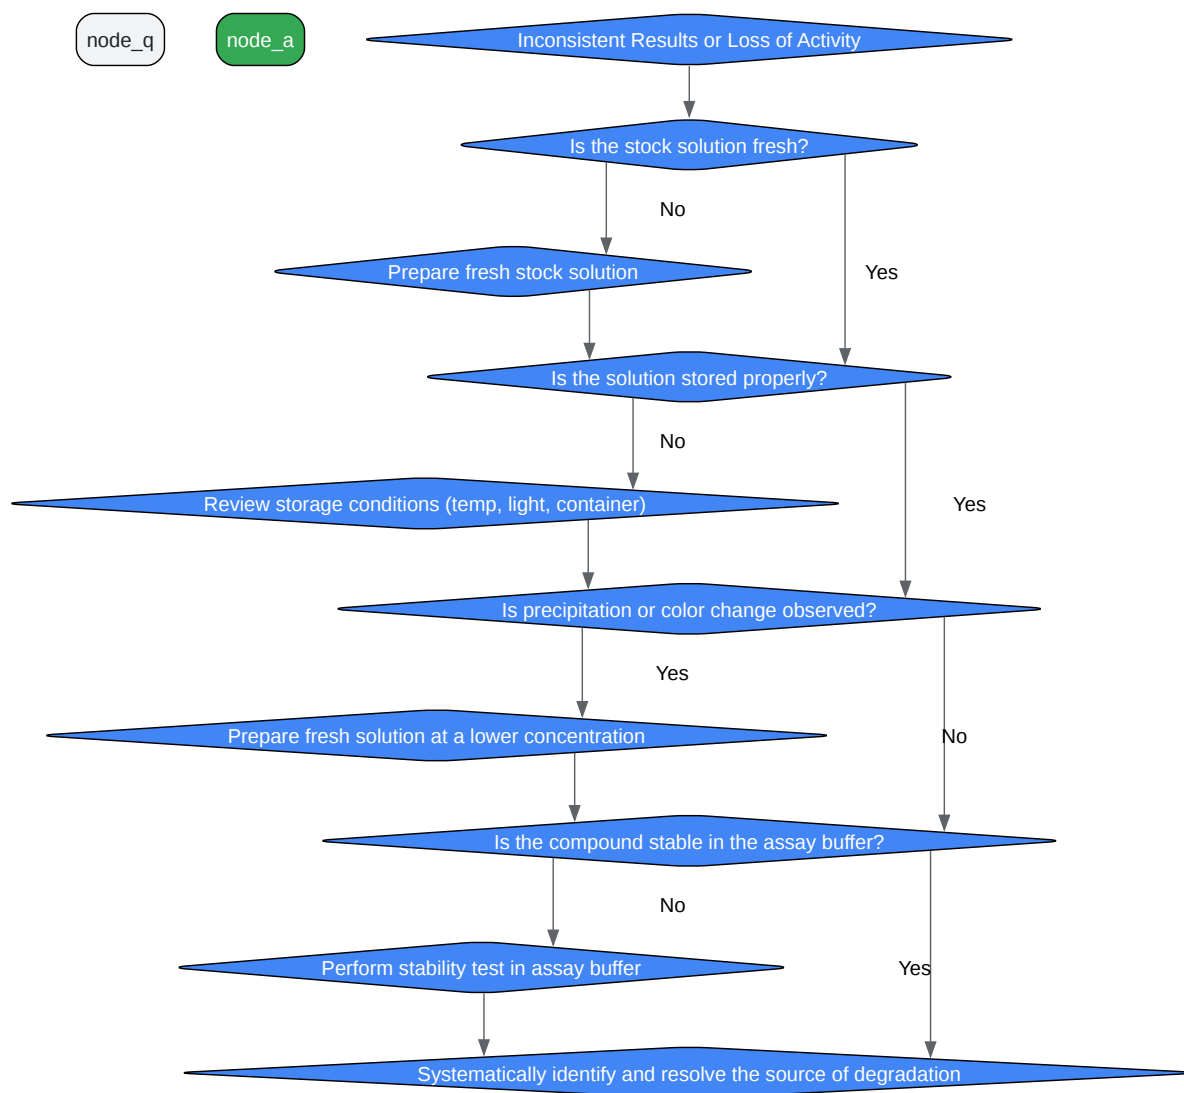 node_q
node_a
Inconsistent Results or Loss of Activity
Is the stock solution fresh?
No
Prepare fresh stock solution
Yes
Is the solution stored properly?
No
Review storage conditions (temp, light, container)
Yes
Is precipitation or color change observed?
Yes
Prepare fresh solution at a lower concentration
No
Is the compound stable in the assay buffer?
No
Perform stability test in assay buffer
Yes
Systematically identify and resolve the source of degradation